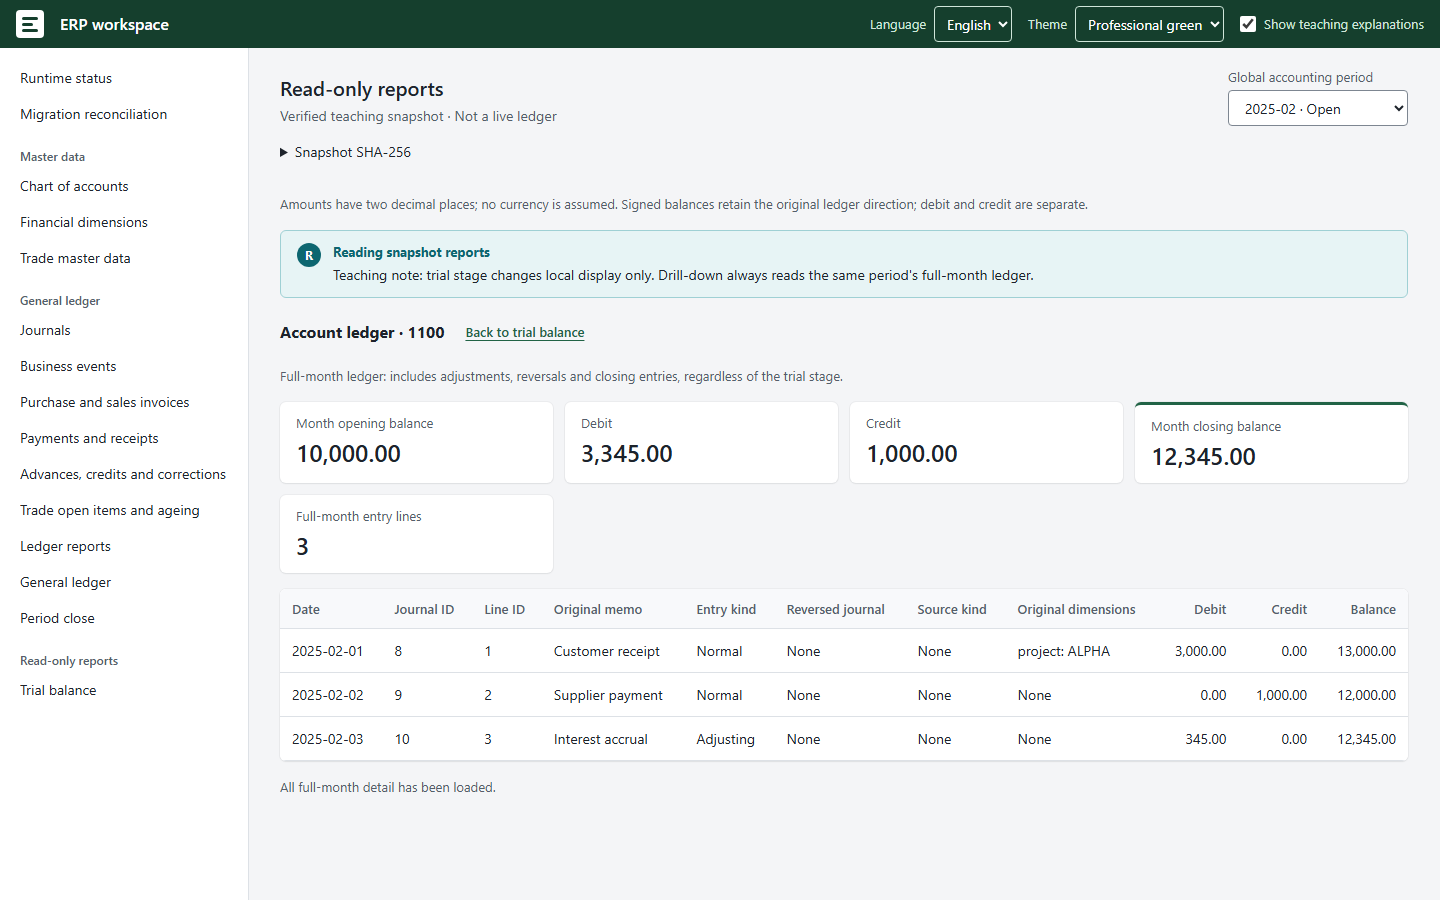 ERP workspace
Language English Theme Professional green Show teaching explanations
Runtime status
Migration reconciliation
Master data
Chart of accounts
Financial dimensions
Trade master data
General ledger
Journals
Business events
Purchase and sales invoices
Payments and receipts
Advances, credits and corrections
Trade open items and ageing
Ledger reports
General ledger
Period close
Read-only reports
Trial balance
Read-only reports
Verified teaching snapshot · Not a live ledger
Global accounting period
2025-02 · Open
Snapshot SHA-256
Amounts have two decimal places; no currency is assumed. Signed balances retain the original ledger direction; debit and credit are separate.
R
Reading snapshot reports
Teaching note: trial stage changes local display only. Drill-down always reads the same period's full-month ledger.
Account ledger · 1100 Back to trial balance
Full-month ledger: includes adjustments, reversals and closing entries, regardless of the trial stage.
Month opening balance
10,000.00
Debit
3,345.00
Credit
1,000.00
Month closing balance
12,345.00
Full-month entry lines
3
Date Journal ID Line ID Original memo Entry kind Reversed journal Source kind Original dimensions Debit Credit Balance
2025-02-01 8 1 Customer receipt Normal None None project: ALPHA 3,000.00 0.00 13,000.00
2025-02-02 9 2 Supplier payment Normal None None None 0.00 1,000.00 12,000.00
2025-02-03 10 3 Interest accrual Adjusting None None None 345.00 0.00 12,345.00
All full-month detail has been loaded.